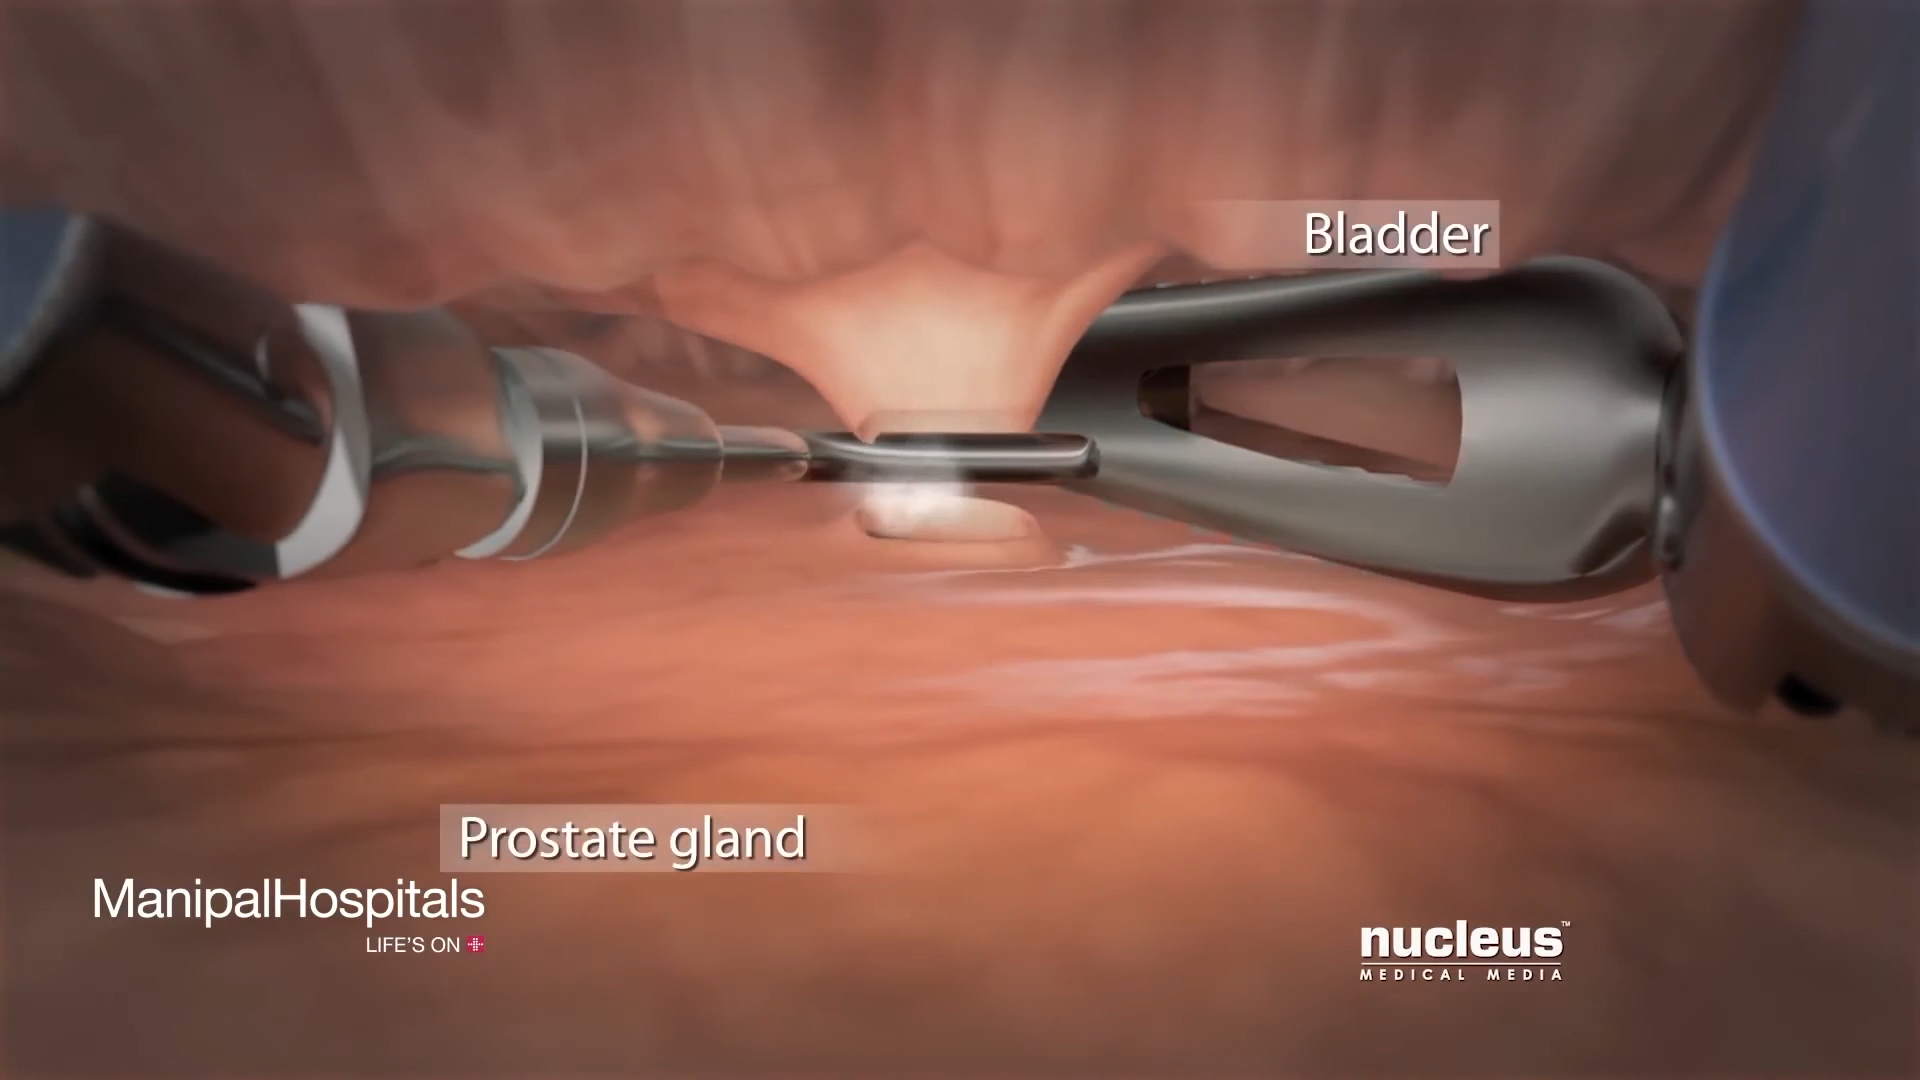 Bladder
Prostate gland
ManipalHospitals
LIFE'S ON
nucleus™
MEDICAL MEDIA